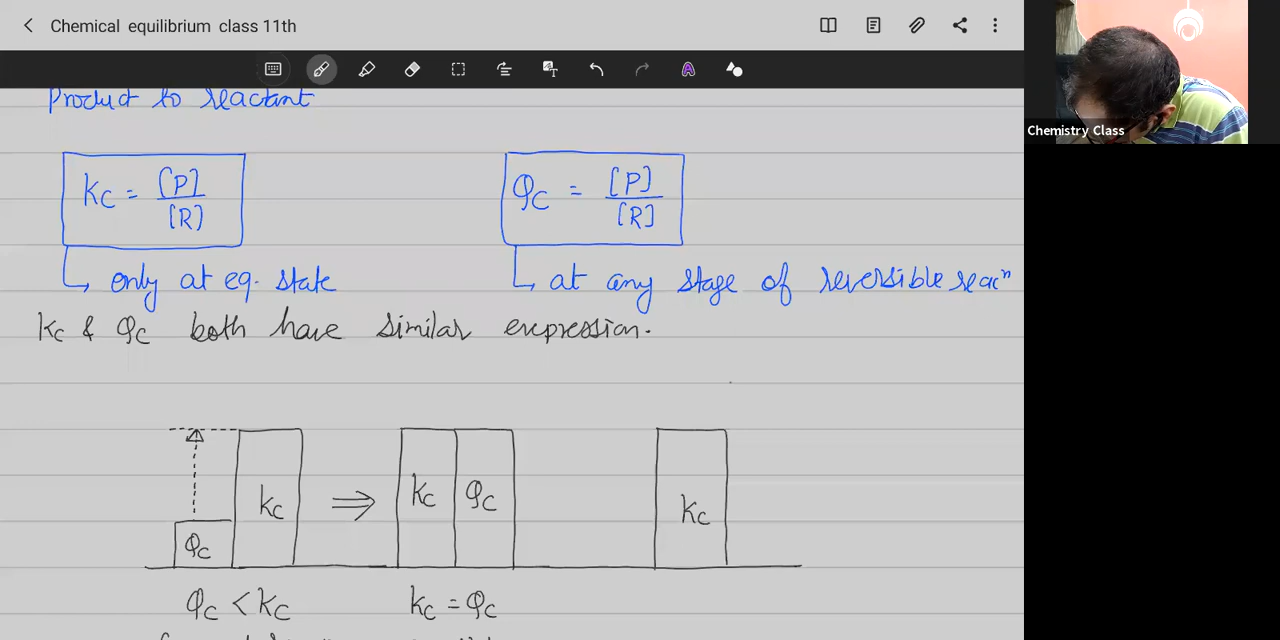 Chemical equilibrium class 11th
Chemistry Class
Product to reactant
Kc = [P]/[R]
Qc = [P]/[R]
only at eq. state
at any stage of reversible reacⁿ
Kc & Qc both have similar expression.
Qc
Kc
⇒
Kc
Qc
Kc
Qc < Kc
Kc = Qc